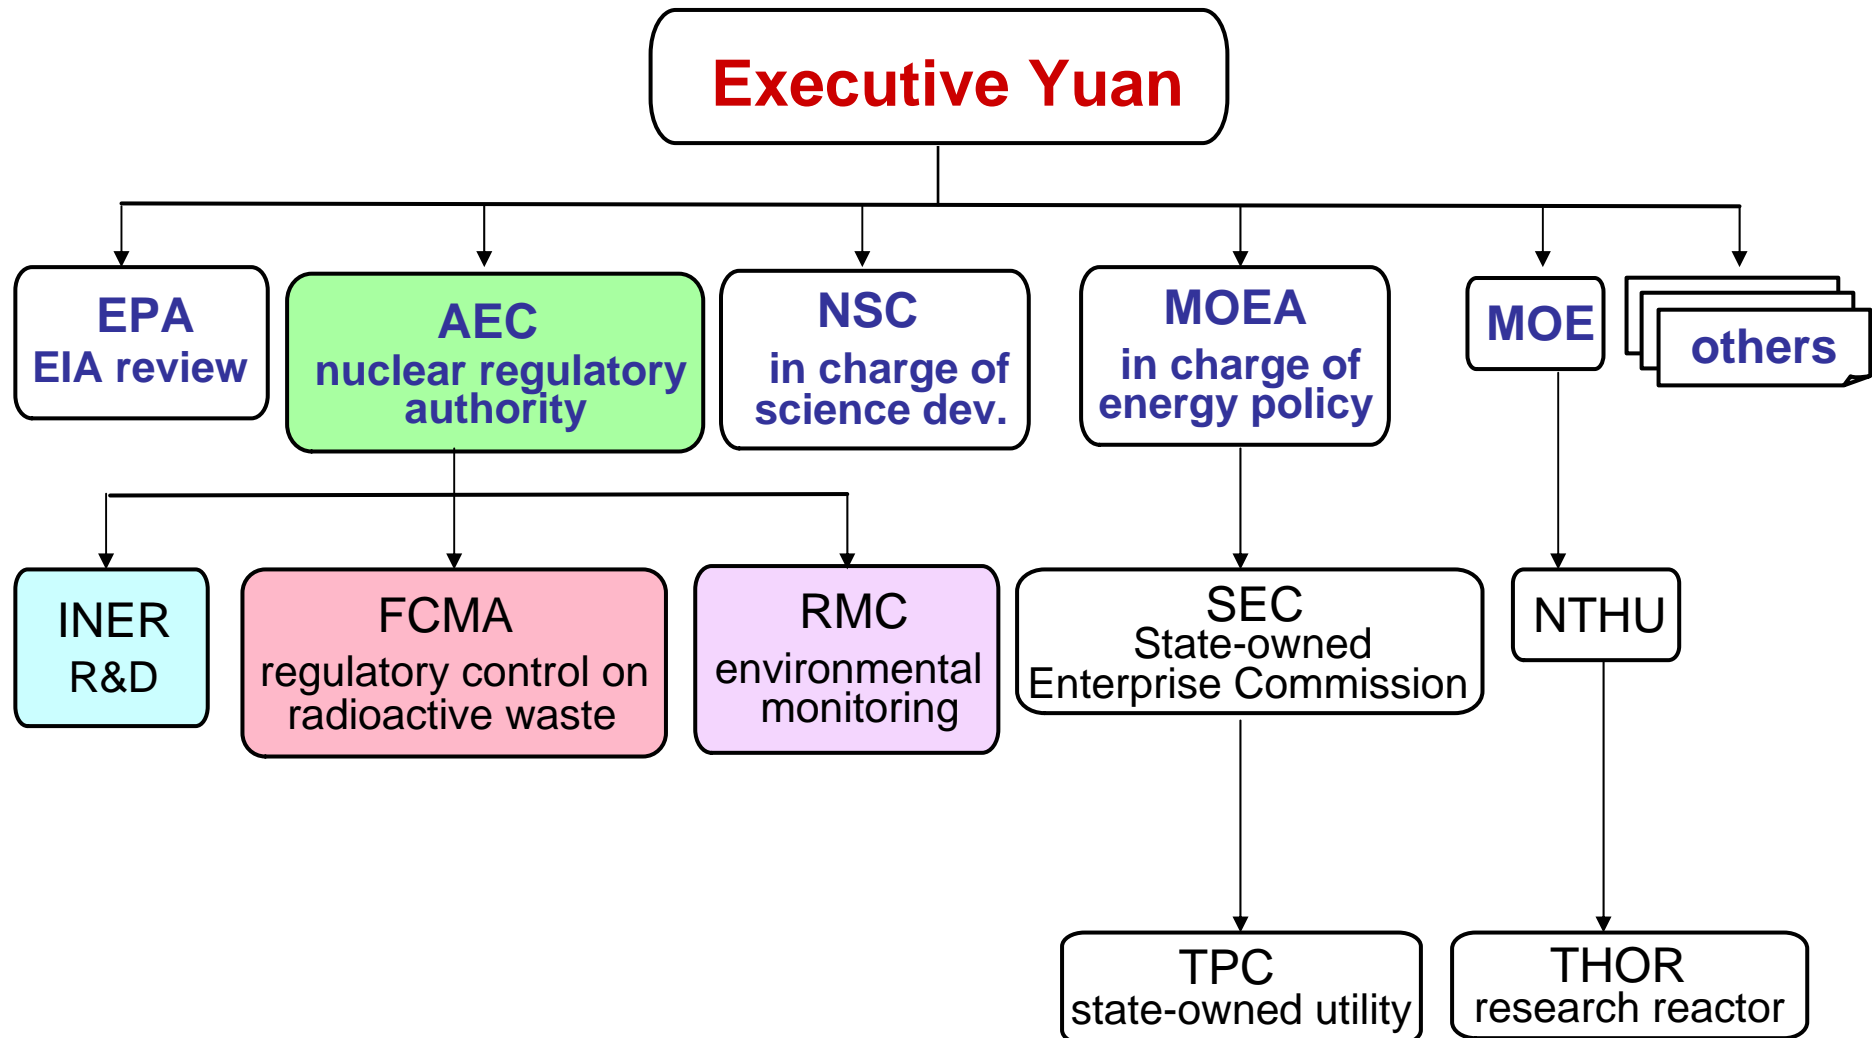 Executive Yuan
EPA
EIA review
AEC
nuclear regulatory
authority
NSC
in charge of
science dev.
MOEA
in charge of
energy policy
MOE
others
INER
R&D
FCMA
regulatory control on
radioactive waste
RMC
environmental
monitoring
SEC
State-owned
Enterprise Commission
NTHU
TPC
state-owned utility
THOR
research reactor